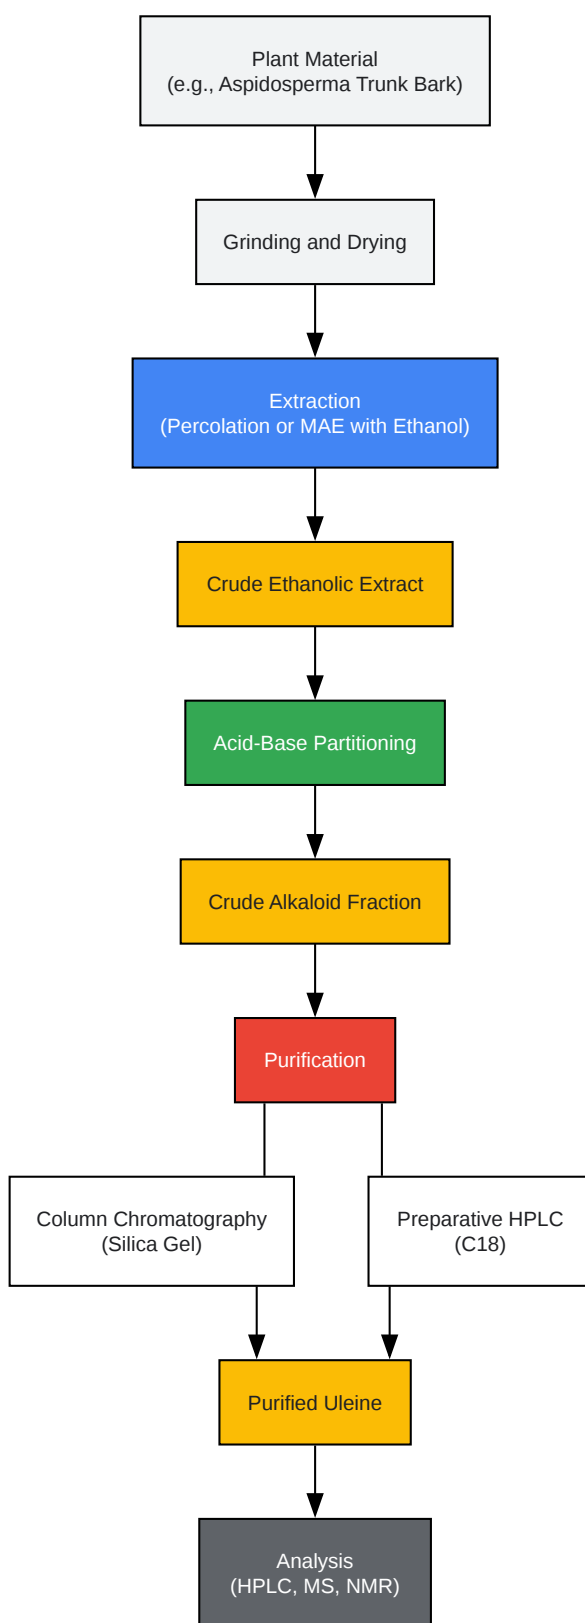 Plant Material
(e.g., Aspidosperma Trunk Bark)
Grinding and Drying
Extraction
(Percolation or MAE with Ethanol)
Crude Ethanolic Extract
Acid-Base Partitioning
Crude Alkaloid Fraction
Purification
Column Chromatography
(Silica Gel)
Preparative HPLC
(C18)
Purified Uleine
Analysis
(HPLC, MS, NMR)